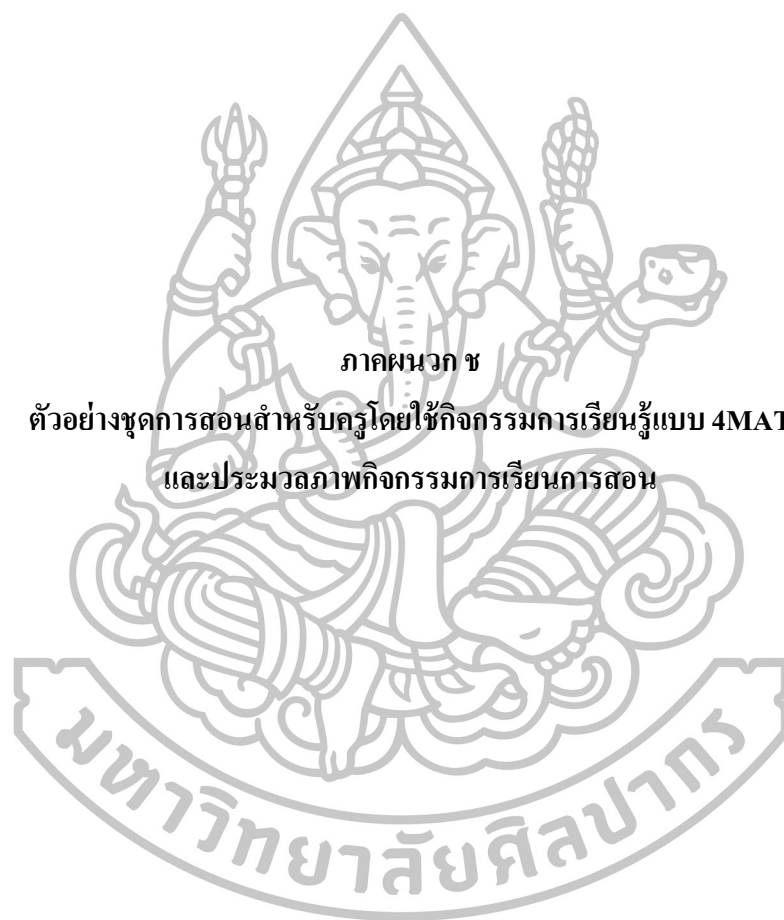 ภาคผนวก ช
ตัวอย่างชุดการสอนสำหรับครูโดยใช้กิจกรรมการเรียนรู้แบบ 4MAT
และประมวลภาพกิจกรรมการเรียนการสอน
มหาวิทยาลัยศิลปากร